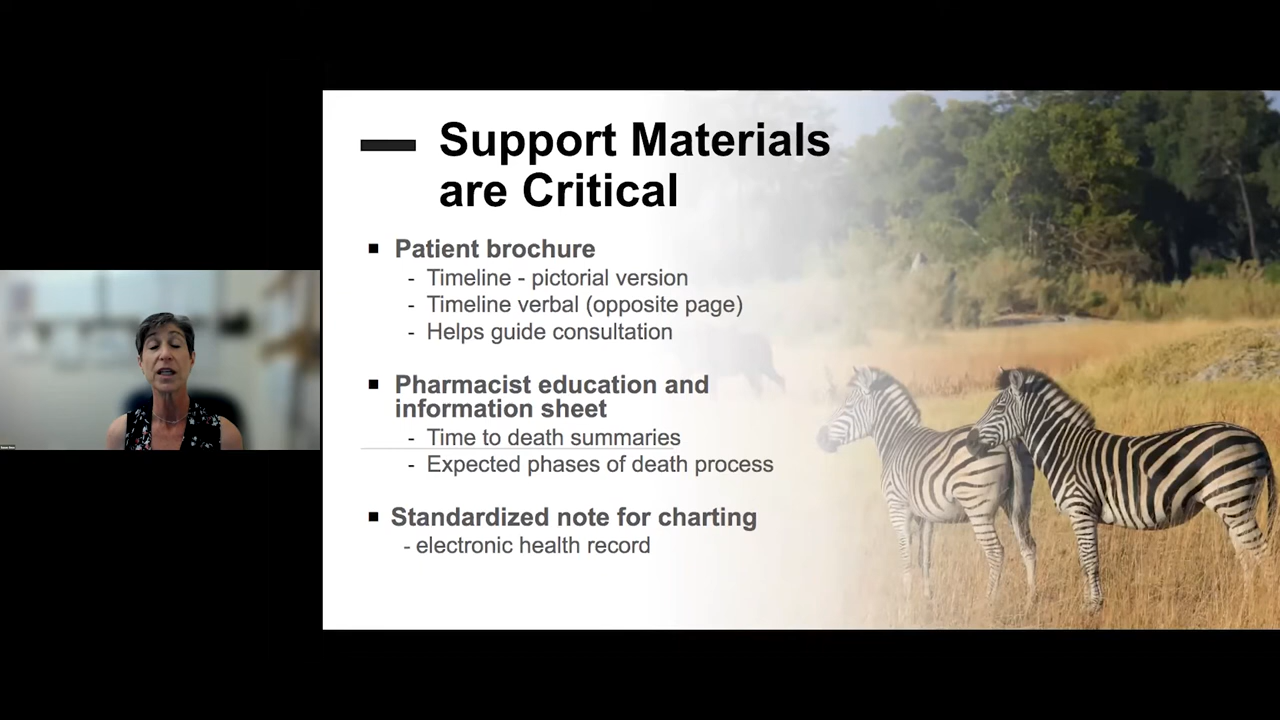 Support Materials
are Critical
▪ Patient brochure
- Timeline - pictorial version
- Timeline verbal (opposite page)
- Helps guide consultation
▪ Pharmacist education and
information sheet
- Time to death summaries
- Expected phases of death process
▪ Standardized note for charting
- electronic health record